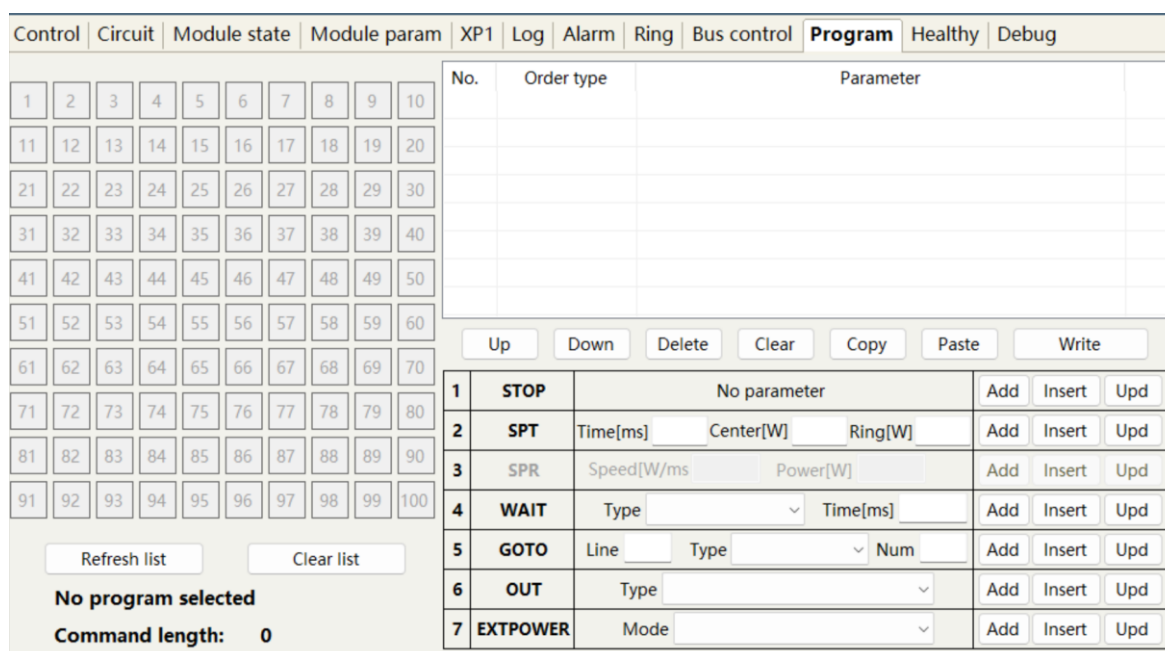 Control Circuit Module state Module param XP1 Log Alarm Ring Bus control Program Healthy Debug
No. Order type Parameter
1 2 3 4 5 6 7 8 9 10
11 12 13 14 15 16 17 18 19 20
21 22 23 24 25 26 27 28 29 30
31 32 33 34 35 36 37 38 39 40
41 42 43 44 45 46 47 48 49 50
51 52 53 54 55 56 57 58 59 60
61 62 63 64 65 66 67 68 69 70
71 72 73 74 75 76 77 78 79 80
81 82 83 84 85 86 87 88 89 90
91 92 93 94 95 96 97 98 99 100
Refresh list Clear list
No program selected
Command length: 0
Up Down Delete Clear Copy Paste Write
1 STOP No parameter Add Insert Upd
2 SPT Time[ms] Center[W] Ring[W] Add Insert Upd
3 SPR Speed[W/ms Power[W] Add Insert Upd
4 WAIT Type Time[ms] Add Insert Upd
5 GOTO Line Type Num Add Insert Upd
6 OUT Type Add Insert Upd
7 EXTPOWER Mode Add Insert Upd